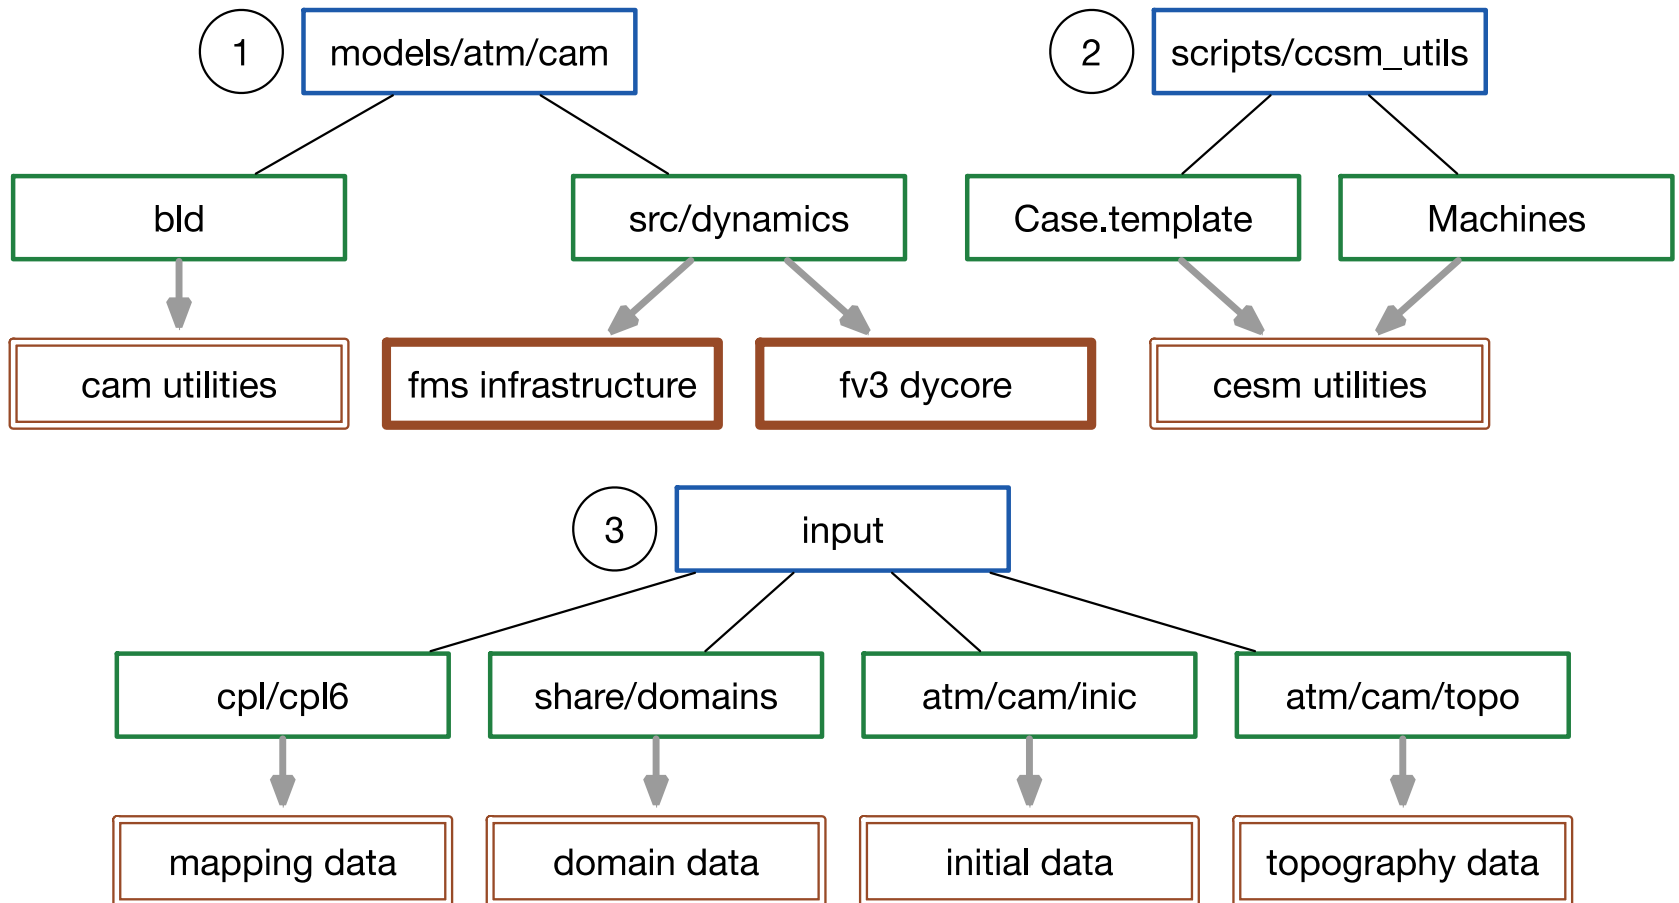 1
models/atm/cam
2
scripts/ccsm_utils
bld
src/dynamics
Case.template
Machines
cam utilities
fms infrastructure
fv3 dycore
cesm utilities
3
input
cpl/cpl6
share/domains
atm/cam/inic
atm/cam/topo
mapping data
domain data
initial data
topography data